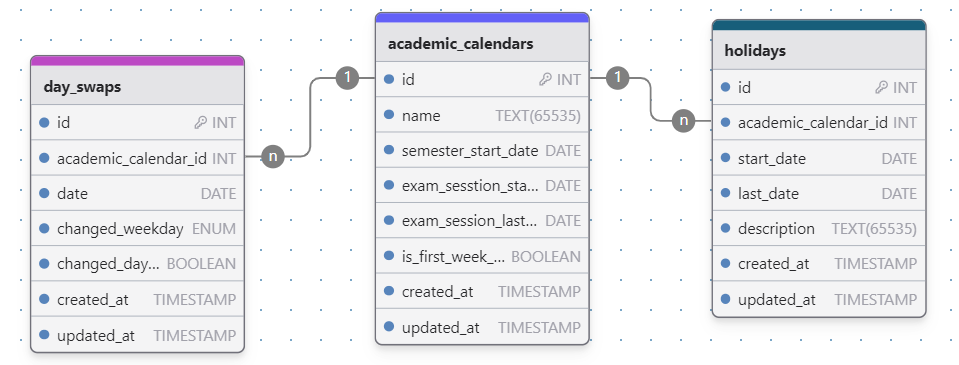 day_swaps
id INT
academic_calendar_id INT
date DATE
changed_weekday ENUM
changed_day... BOOLEAN
created_at TIMESTAMP
updated_at TIMESTAMP
n
1
academic_calendars
id INT
name TEXT(65535)
semester_start_date DATE
exam_sesstion_sta... DATE
exam_session_last... DATE
is_first_week_... BOOLEAN
created_at TIMESTAMP
updated_at TIMESTAMP
1
n
holidays
id INT
academic_calendar_id INT
start_date DATE
last_date DATE
description TEXT(65535)
created_at TIMESTAMP
updated_at TIMESTAMP